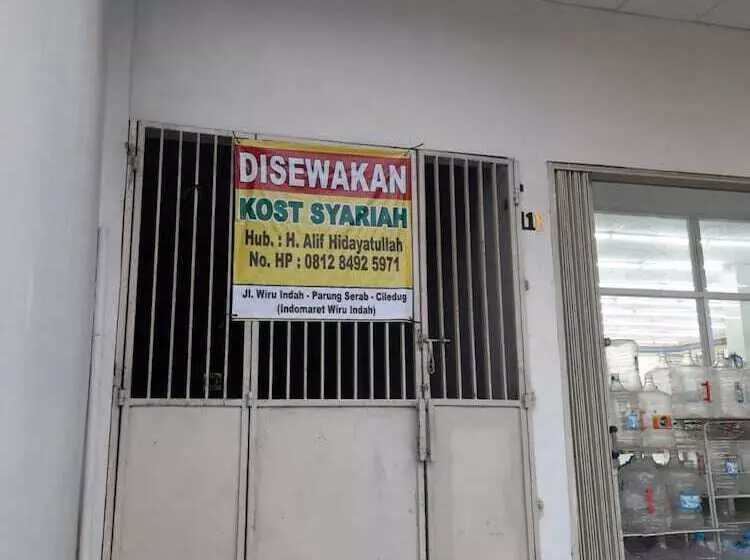 DISEWAKAN
KOST SYARIAH
Hub. : H. Alif Hidayatullah
No. HP : 0812 8492 5971
Jl. Wiru Indah - Parung Serab - Ciledug
(Indomaret Wiru Indah)